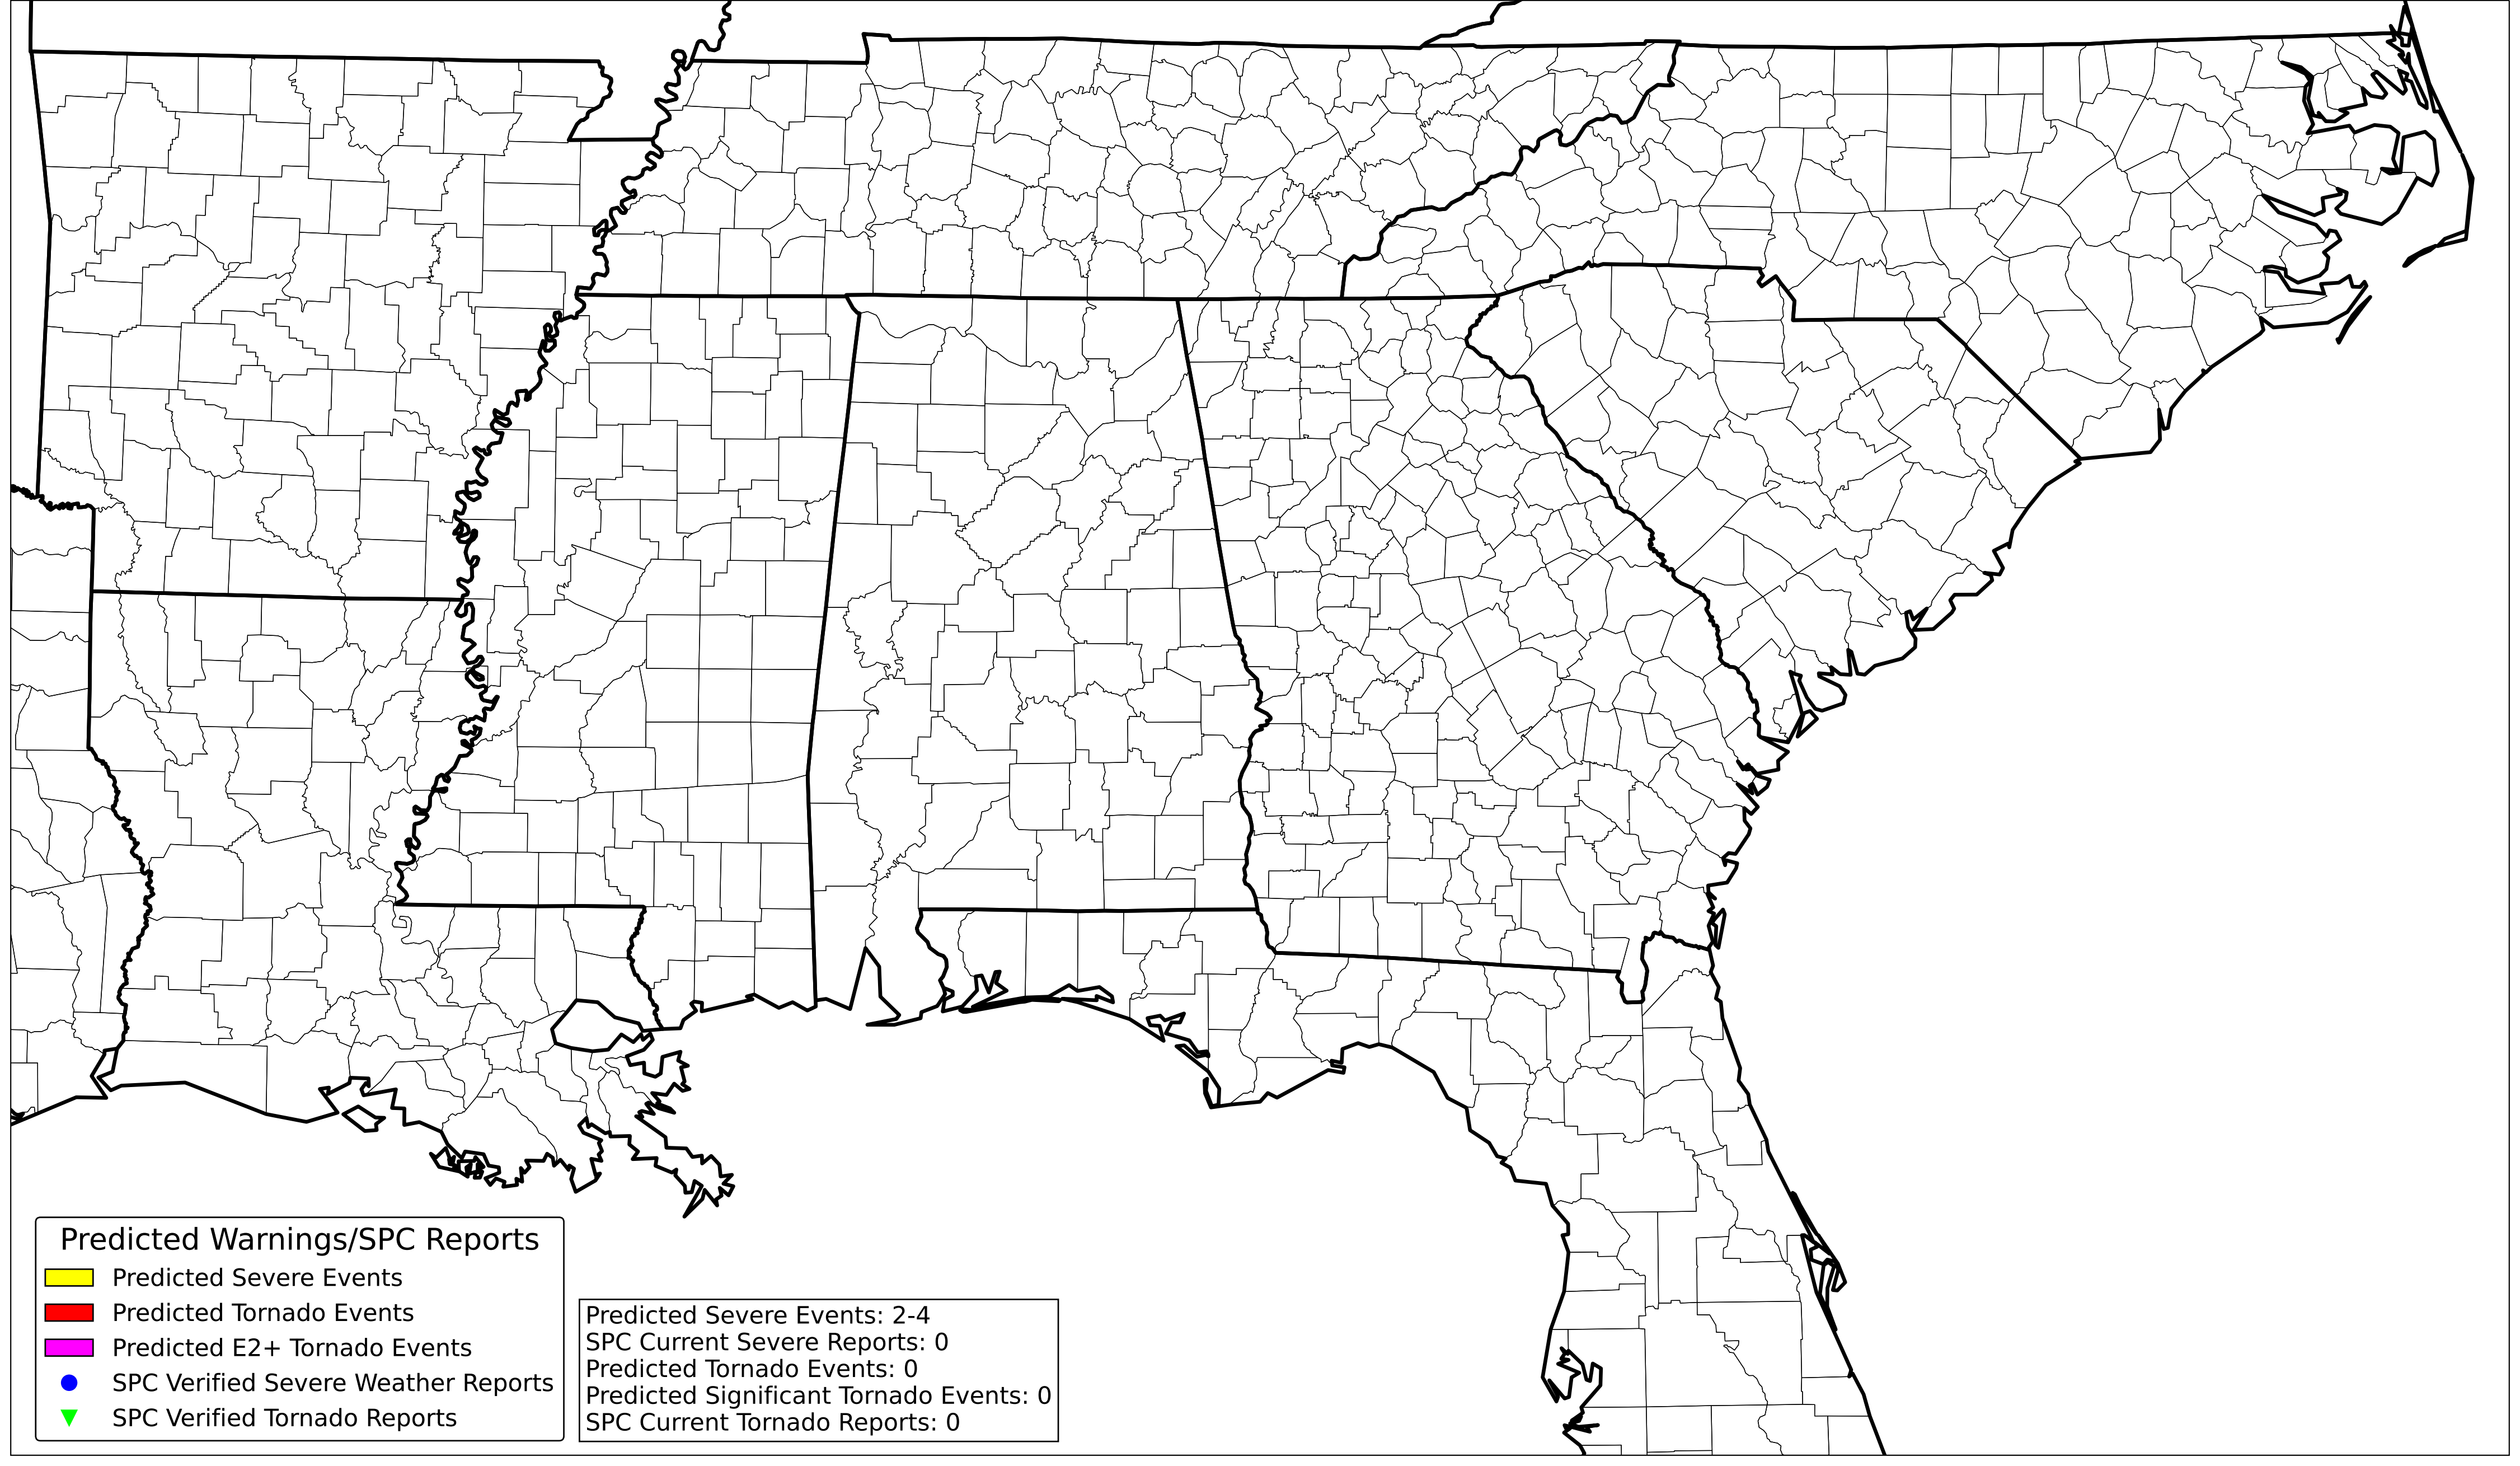 Predicted Warnings/SPC Reports
Predicted Severe Events
Predicted Tornado Events
Predicted E2+ Tornado Events
SPC Verified Severe Weather Reports
SPC Verified Tornado Reports
Predicted Severe Events: 2-4
SPC Current Severe Reports: 0
Predicted Tornado Events: 0
Predicted Significant Tornado Events: 0
SPC Current Tornado Reports: 0